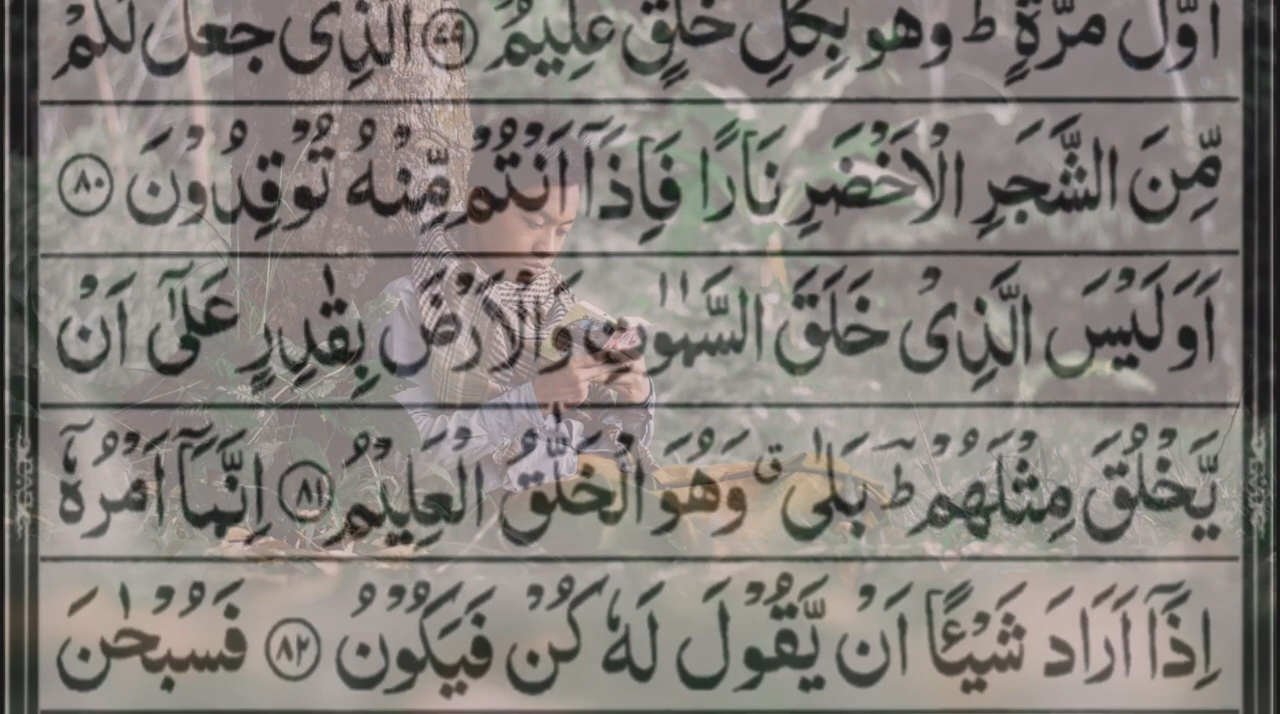 اَوَّلَ مَرَّةٍ ؕ وَهُوَ بِكُلِّ خَلْقٍ عَلِيْمُۨ ﴿۷۹﴾ الَّذِىْ جَعَلَ لَكُمْ
مِّنَ الشَّجَرِ الْاَخْضَرِ نَارًا فَاِذَاۤ اَنْتُمْ مِّنْهُ تُوْقِدُوْنَ ﴿۸۰﴾
اَوَلَيْسَ الَّذِىْ خَلَقَ السَّمٰوٰتِ وَالْاَرْضَ بِقٰدِرٍ عَلٰٓى اَنْ
يَّخْلُقَ مِثْلَهُمْ ؕ بَلٰى ۗ وَهُوَ الْخَلّٰقُ الْعَلِيْمُ ﴿۸۱﴾ اِنَّمَاۤ اَمْرُهٗۤ
اِذَاۤ اَرَادَ شَيْـًٔا اَنْ يَّقُوْلَ لَهٗ كُنْ فَيَكُوْنُ ﴿۸۲﴾ فَسُبْحٰنَ